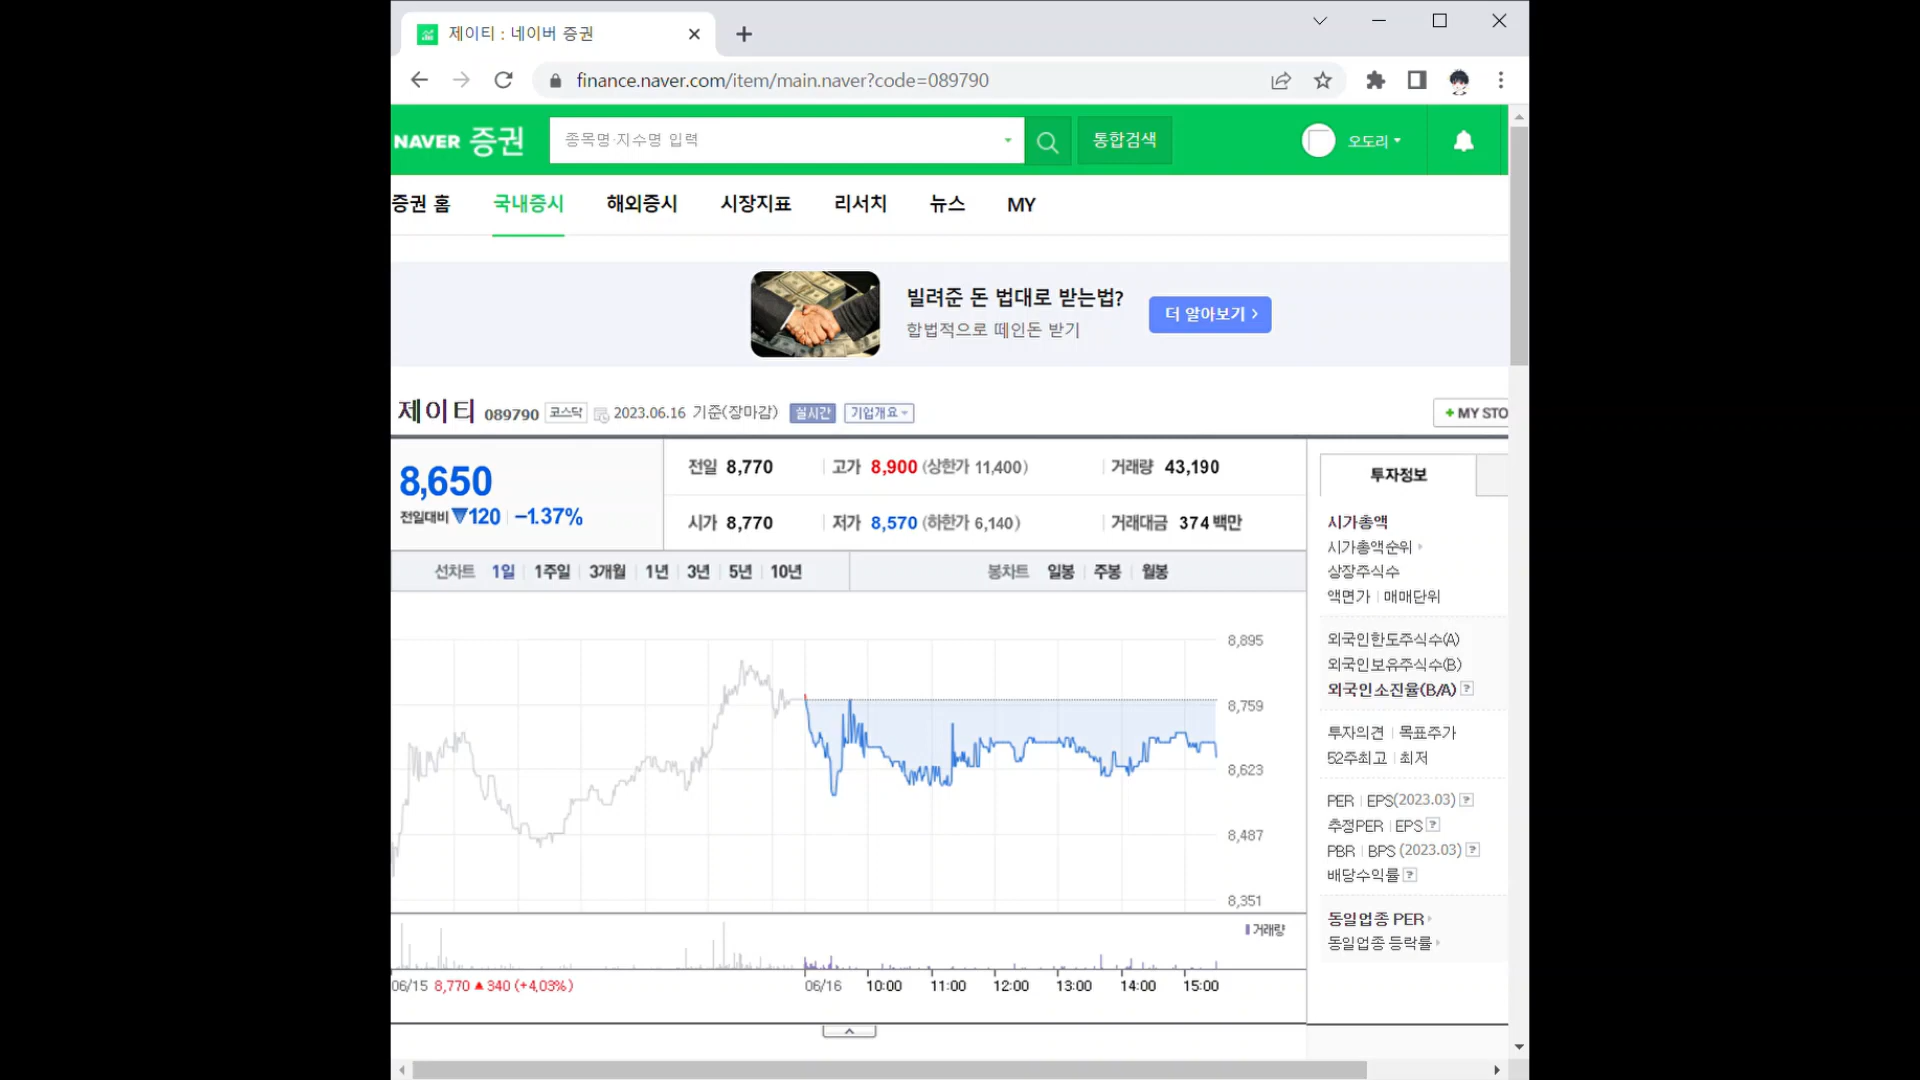 제이티 : 네이버 증권
finance.naver.com/item/main.naver?code=089790
NAVER 증권
종목명·지수명 입력
통합검색
오도리
증권 홈 국내증시 해외증시 시장지표 리서치 뉴스 MY
빌려준 돈 법대로 받는법?
합법적으로 떼인돈 받기
더 알아보기 >
제이티 089790 코스닥 2023.06.16 기준(장마감) 실시간 기업개요
+ MY STO
8,650
전일대비 ▼120 -1.37%
전일 8,770 고가 8,900 (상한가 11,400) 거래량 43,190
시가 8,770 저가 8,570 (하한가 6,140) 거래대금 374 백만
선차트 1일 1주일 3개월 1년 3년 5년 10년 봉차트 일봉 주봉 월봉
8,895
8,759
8,623
8,487
8,351
거래량
06/15 8,770 ▲ 340 (+4,03%) 06/16 10:00 11:00 12:00 13:00 14:00 15:00
투자정보
시가총액
시가총액순위
상장주식수
액면가 매매단위
외국인한도주식수(A)
외국인보유주식수(B)
외국인소진율(B/A) ?
투자의견 목표주가
52주최고 최저
PER EPS(2023.03) ?
추정PER EPS ?
PBR BPS (2023.03) ?
배당수익률 ?
동일업종 PER
동일업종 등락률